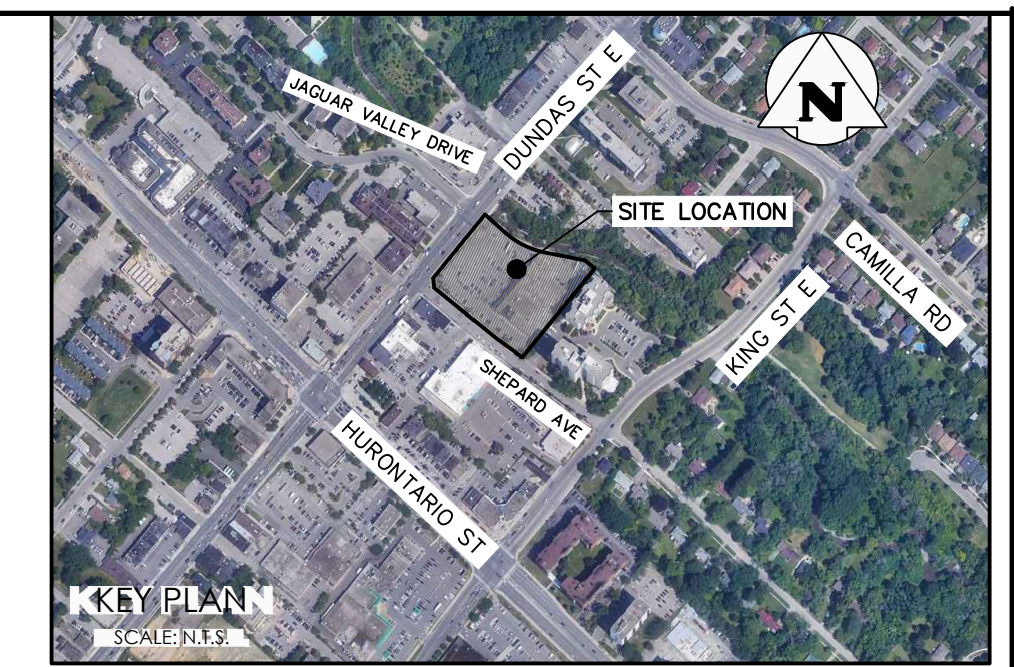 JAGUAR VALLEY DRIVE
DUNDAS ST E
N
SITE LOCATION
CAMILLA RD
KING ST E
SHEPARD AVE
HURONTARIO ST
KEY PLAN
SCALE: N.T.S.